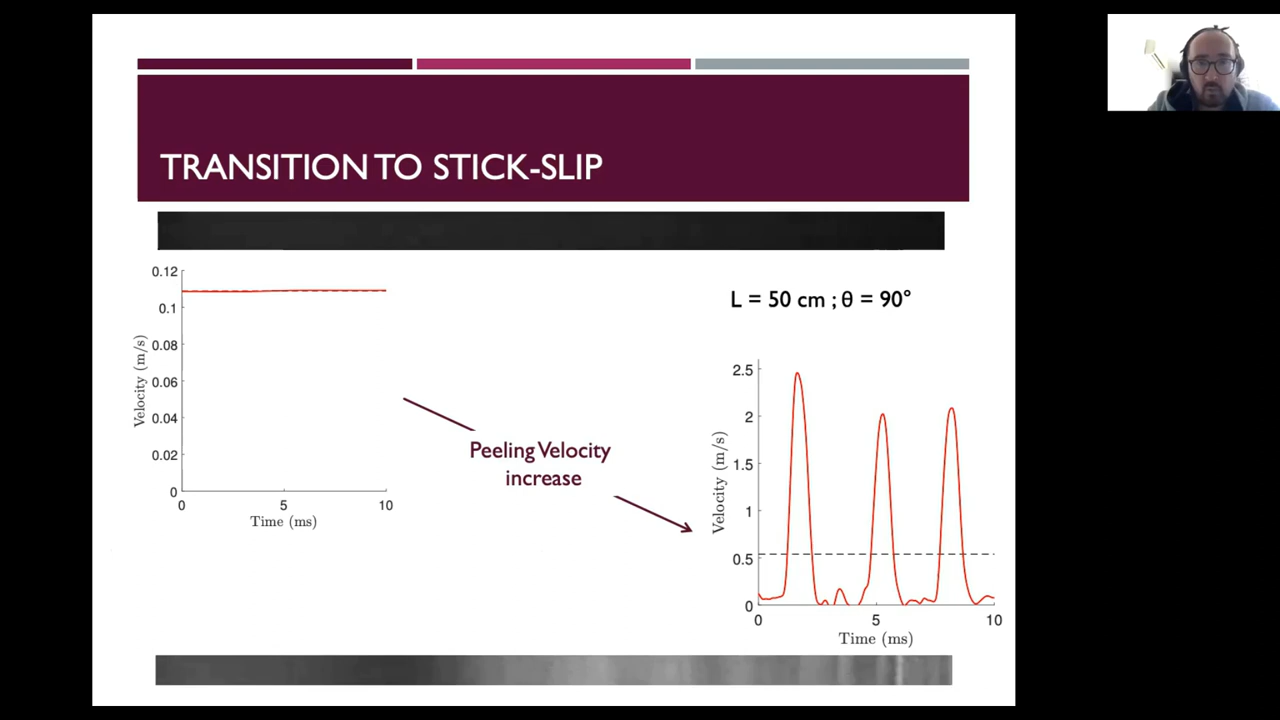 TRANSITION TO STICK-SLIP
0.12
0.1
0.08
0.06
0.04
0.02
0
Velocity (m/s)
0 5 10
Time (ms)
Peeling Velocity
increase
L = 50 cm ; θ = 90°
2.5
2
1.5
1
0.5
0
Velocity (m/s)
0 5 10
Time (ms)